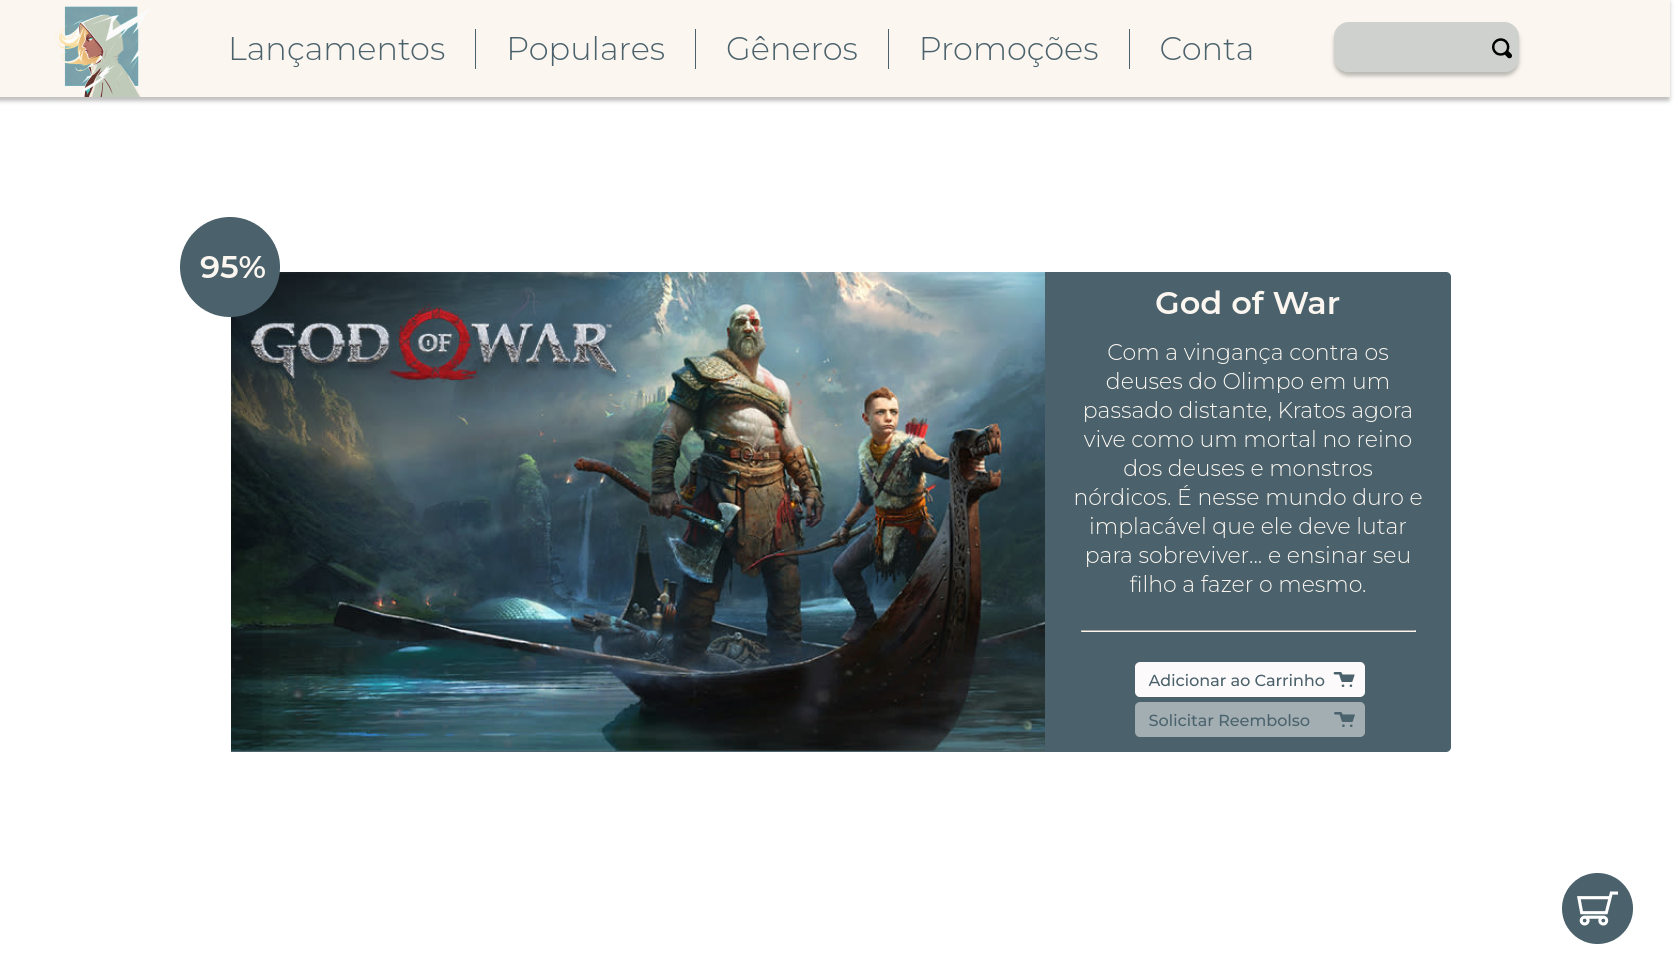 Lançamentos
Populares
Gêneros
Promoções
Conta
95%
GOD OF WAR
God of War
Com a vingança contra os
deuses do Olimpo em um
passado distante, Kratos agora
vive como um mortal no reino
dos deuses e monstros
nórdicos. É nesse mundo duro e
implacável que ele deve lutar
para sobreviver... e ensinar seu
filho a fazer o mesmo.
Adicionar ao Carrinho
Solicitar Reembolso